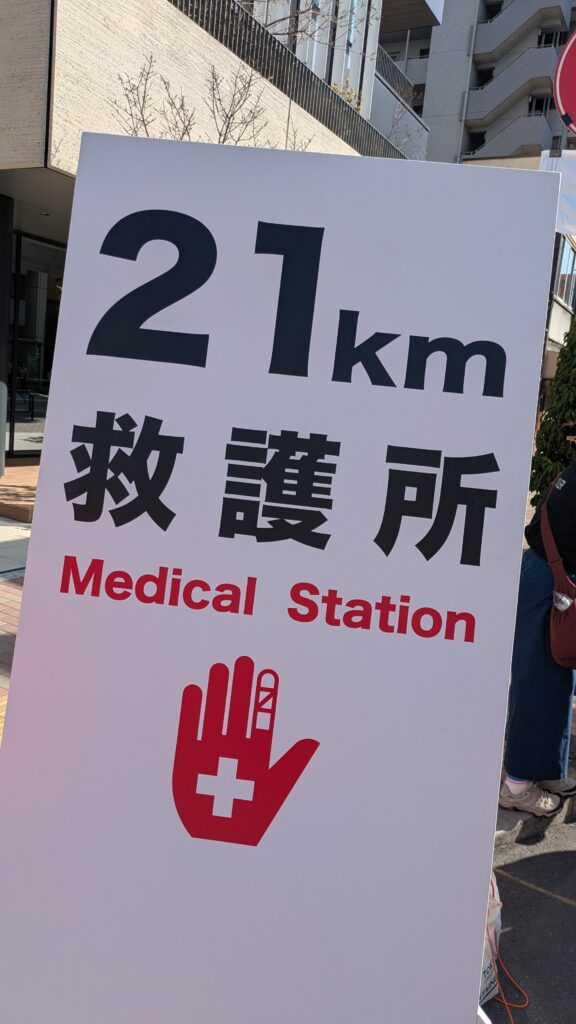 21km
救護所
Medical Station